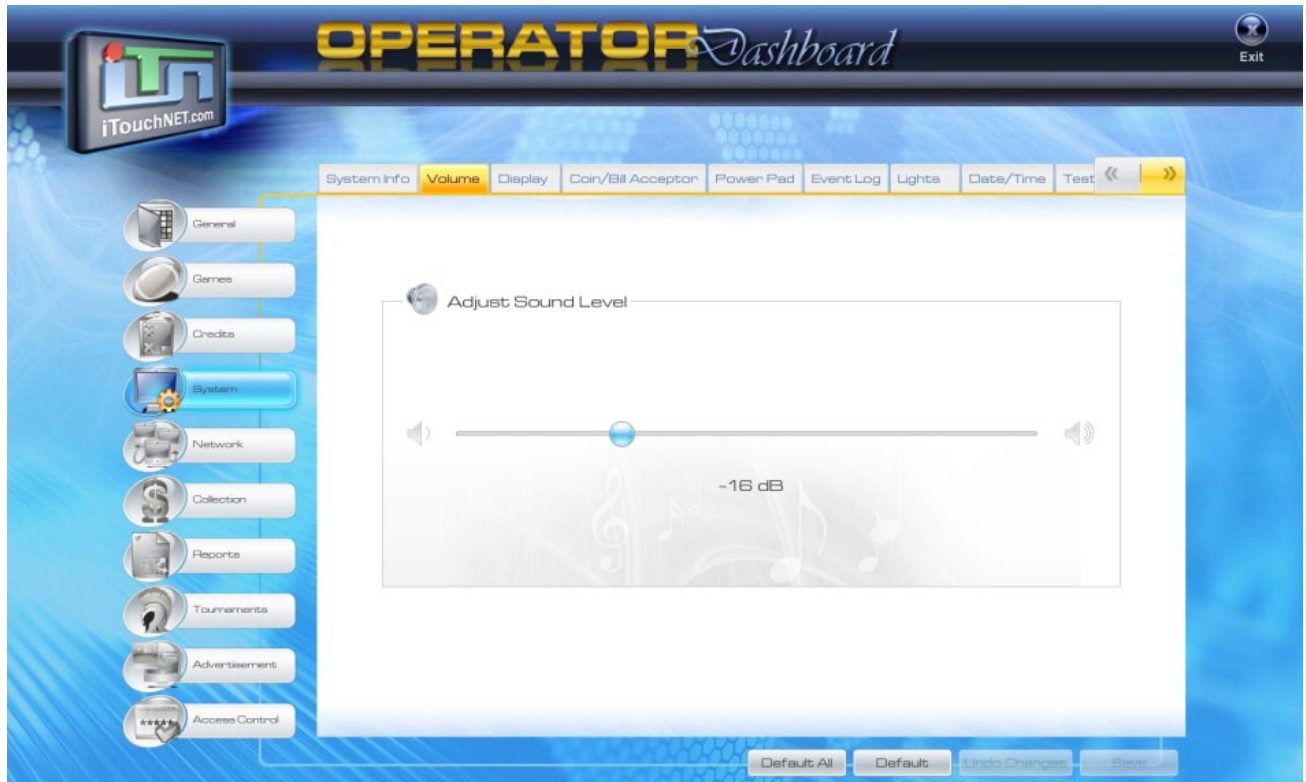 OPERATOR Dashboard
Exit
iTn
iTouchNET.com
System Info Volume Display Coin/Bill Acceptor Power Pad Event Log Lights Date/Time Test
General
Games
Credits
System
Network
Collection
Reports
Tournaments
Advertisement
Access Control
Adjust Sound Level
-16 dB
Default All Default Undo Changes Save